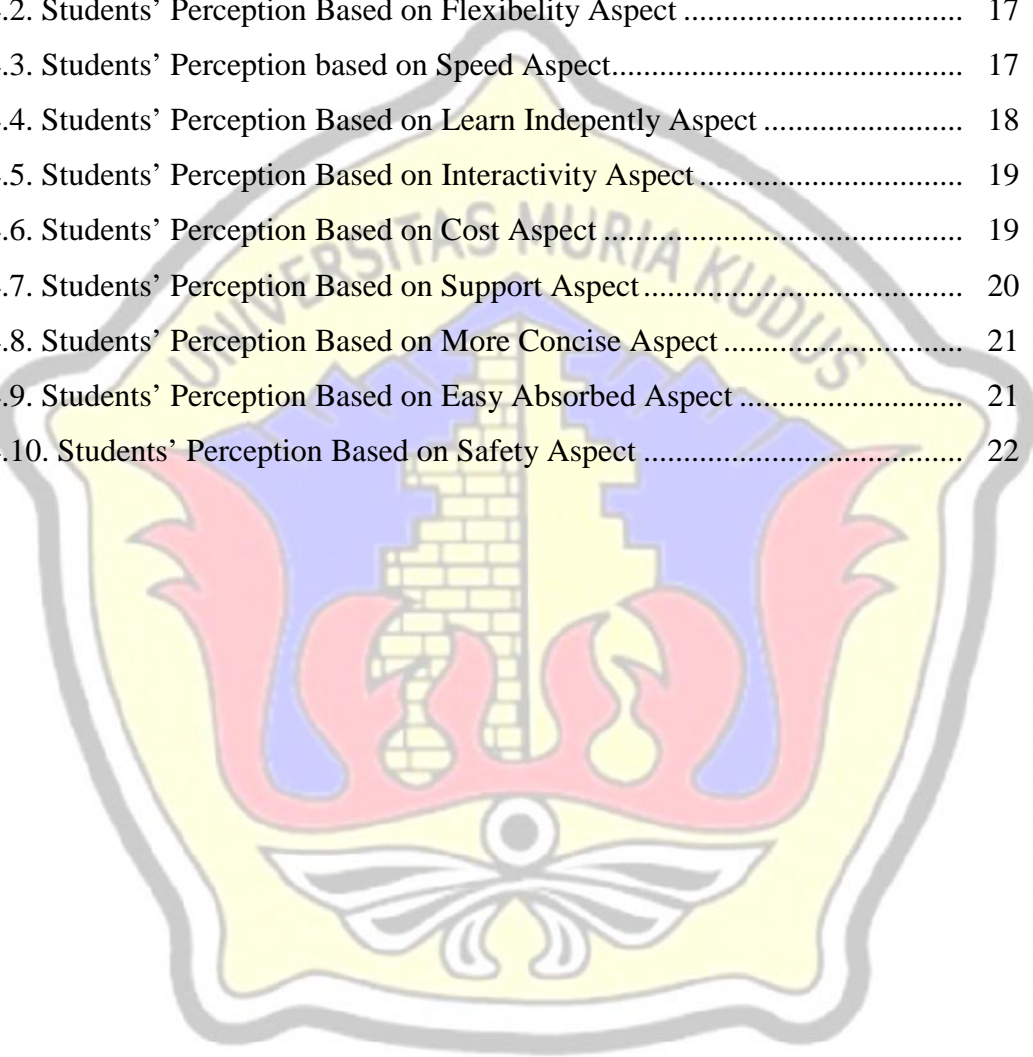 .2. Students’ Perception Based on Flexibelity Aspect ................................... 17
.3. Students’ Perception based on Speed Aspect............................................ 17
.4. Students’ Perception Based on Learn Indepently Aspect ......................... 18
.5. Students’ Perception Based on Interactivity Aspect ................................. 19
.6. Students’ Perception Based on Cost Aspect ............................................. 19
.7. Students’ Perception Based on Support Aspect ........................................ 20
.8. Students’ Perception Based on More Concise Aspect .............................. 21
.9. Students’ Perception Based on Easy Absorbed Aspect ............................ 21
.10. Students’ Perception Based on Safety Aspect ........................................ 22
UNIVERSITAS MURIA KUDUS